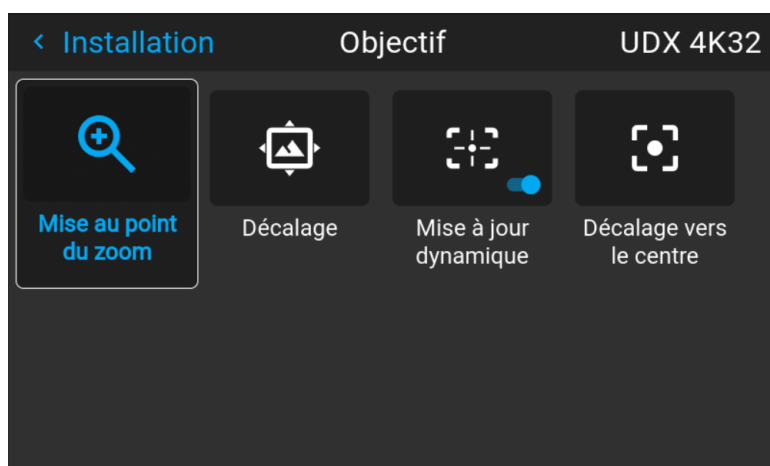 Installation Objectif UDX 4K32
Mise au point
du zoom
Décalage
Mise à jour
dynamique
Décalage vers
le centre